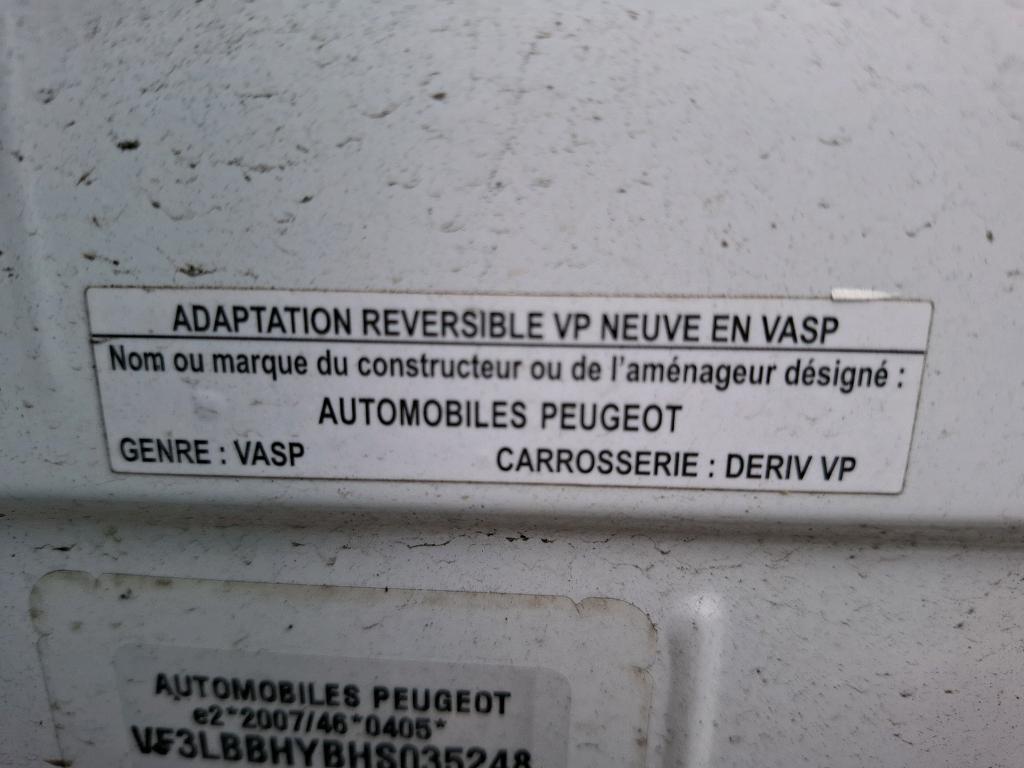 ADAPTATION REVERSIBLE VP NEUVE EN VASP
Nom ou marque du constructeur ou de l'aménageur désigné :
AUTOMOBILES PEUGEOT
GENRE : VASP CARROSSERIE : DERIV VP
AUTOMOBILES PEUGEOT
e2*2007/46*0405*
VF3LBBHYBHS035248